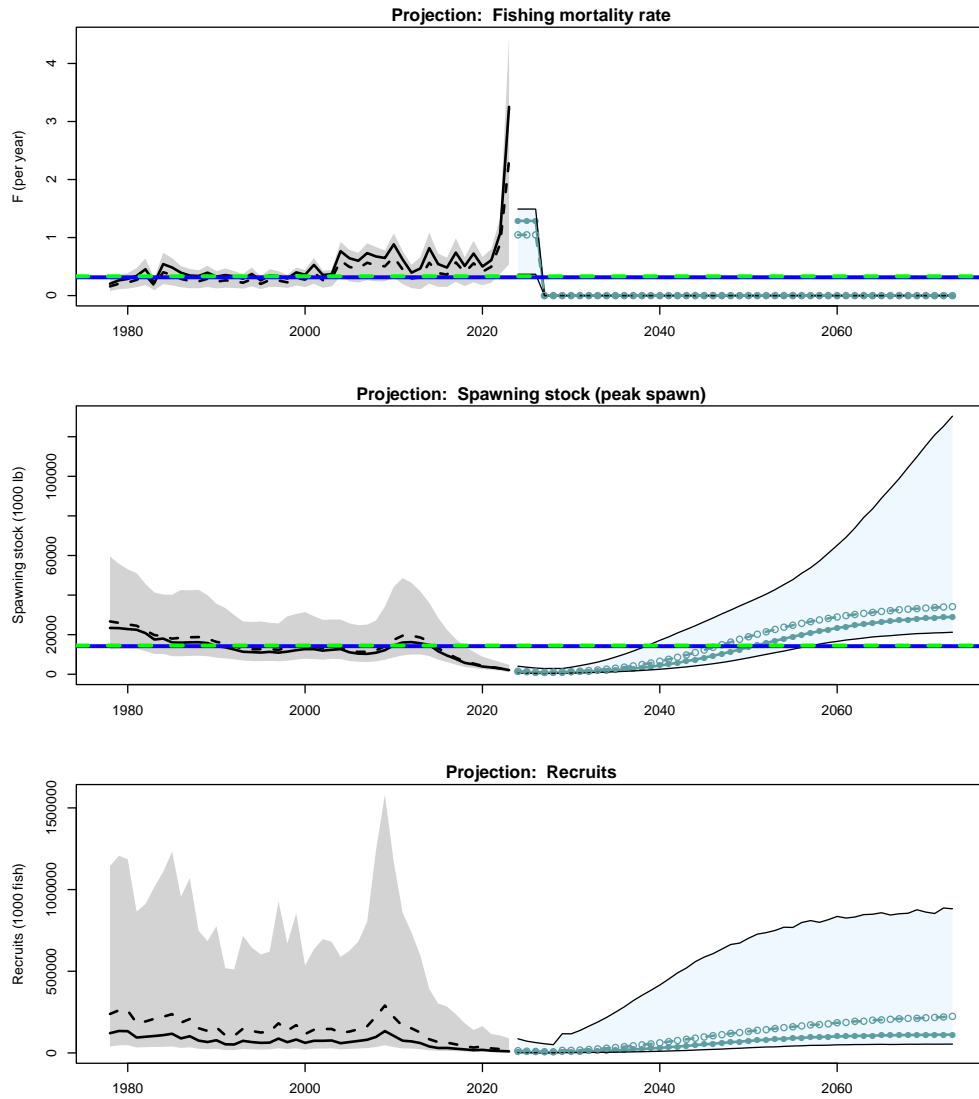 Projection: Fishing mortality rate
F (per year)
4
3
2
1
0
1980 2000 2020 2040 2060
Projection: Spawning stock (peak spawn)
Spawning stock (1000 lb)
100000
60000
20000
0
1980 2000 2020 2040 2060
Projection: Recruits
Recruits (1000 fish)
1500000
1000000
500000
0
1980 2000 2020 2040 2060